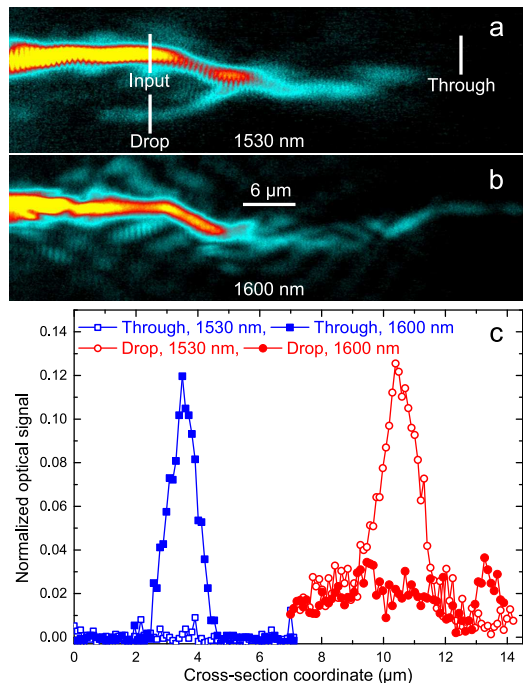 a
Input
Through
Drop
1530 nm
b
6 µm
1600 nm
c
Through, 1530 nm, Through, 1600 nm
Drop, 1530 nm, Drop, 1600 nm
Normalized optical signal
0.14
0.12
0.10
0.08
0.06
0.04
0.02
0.00
0 2 4 6 8 10 12 14
Cross-section coordinate (µm)